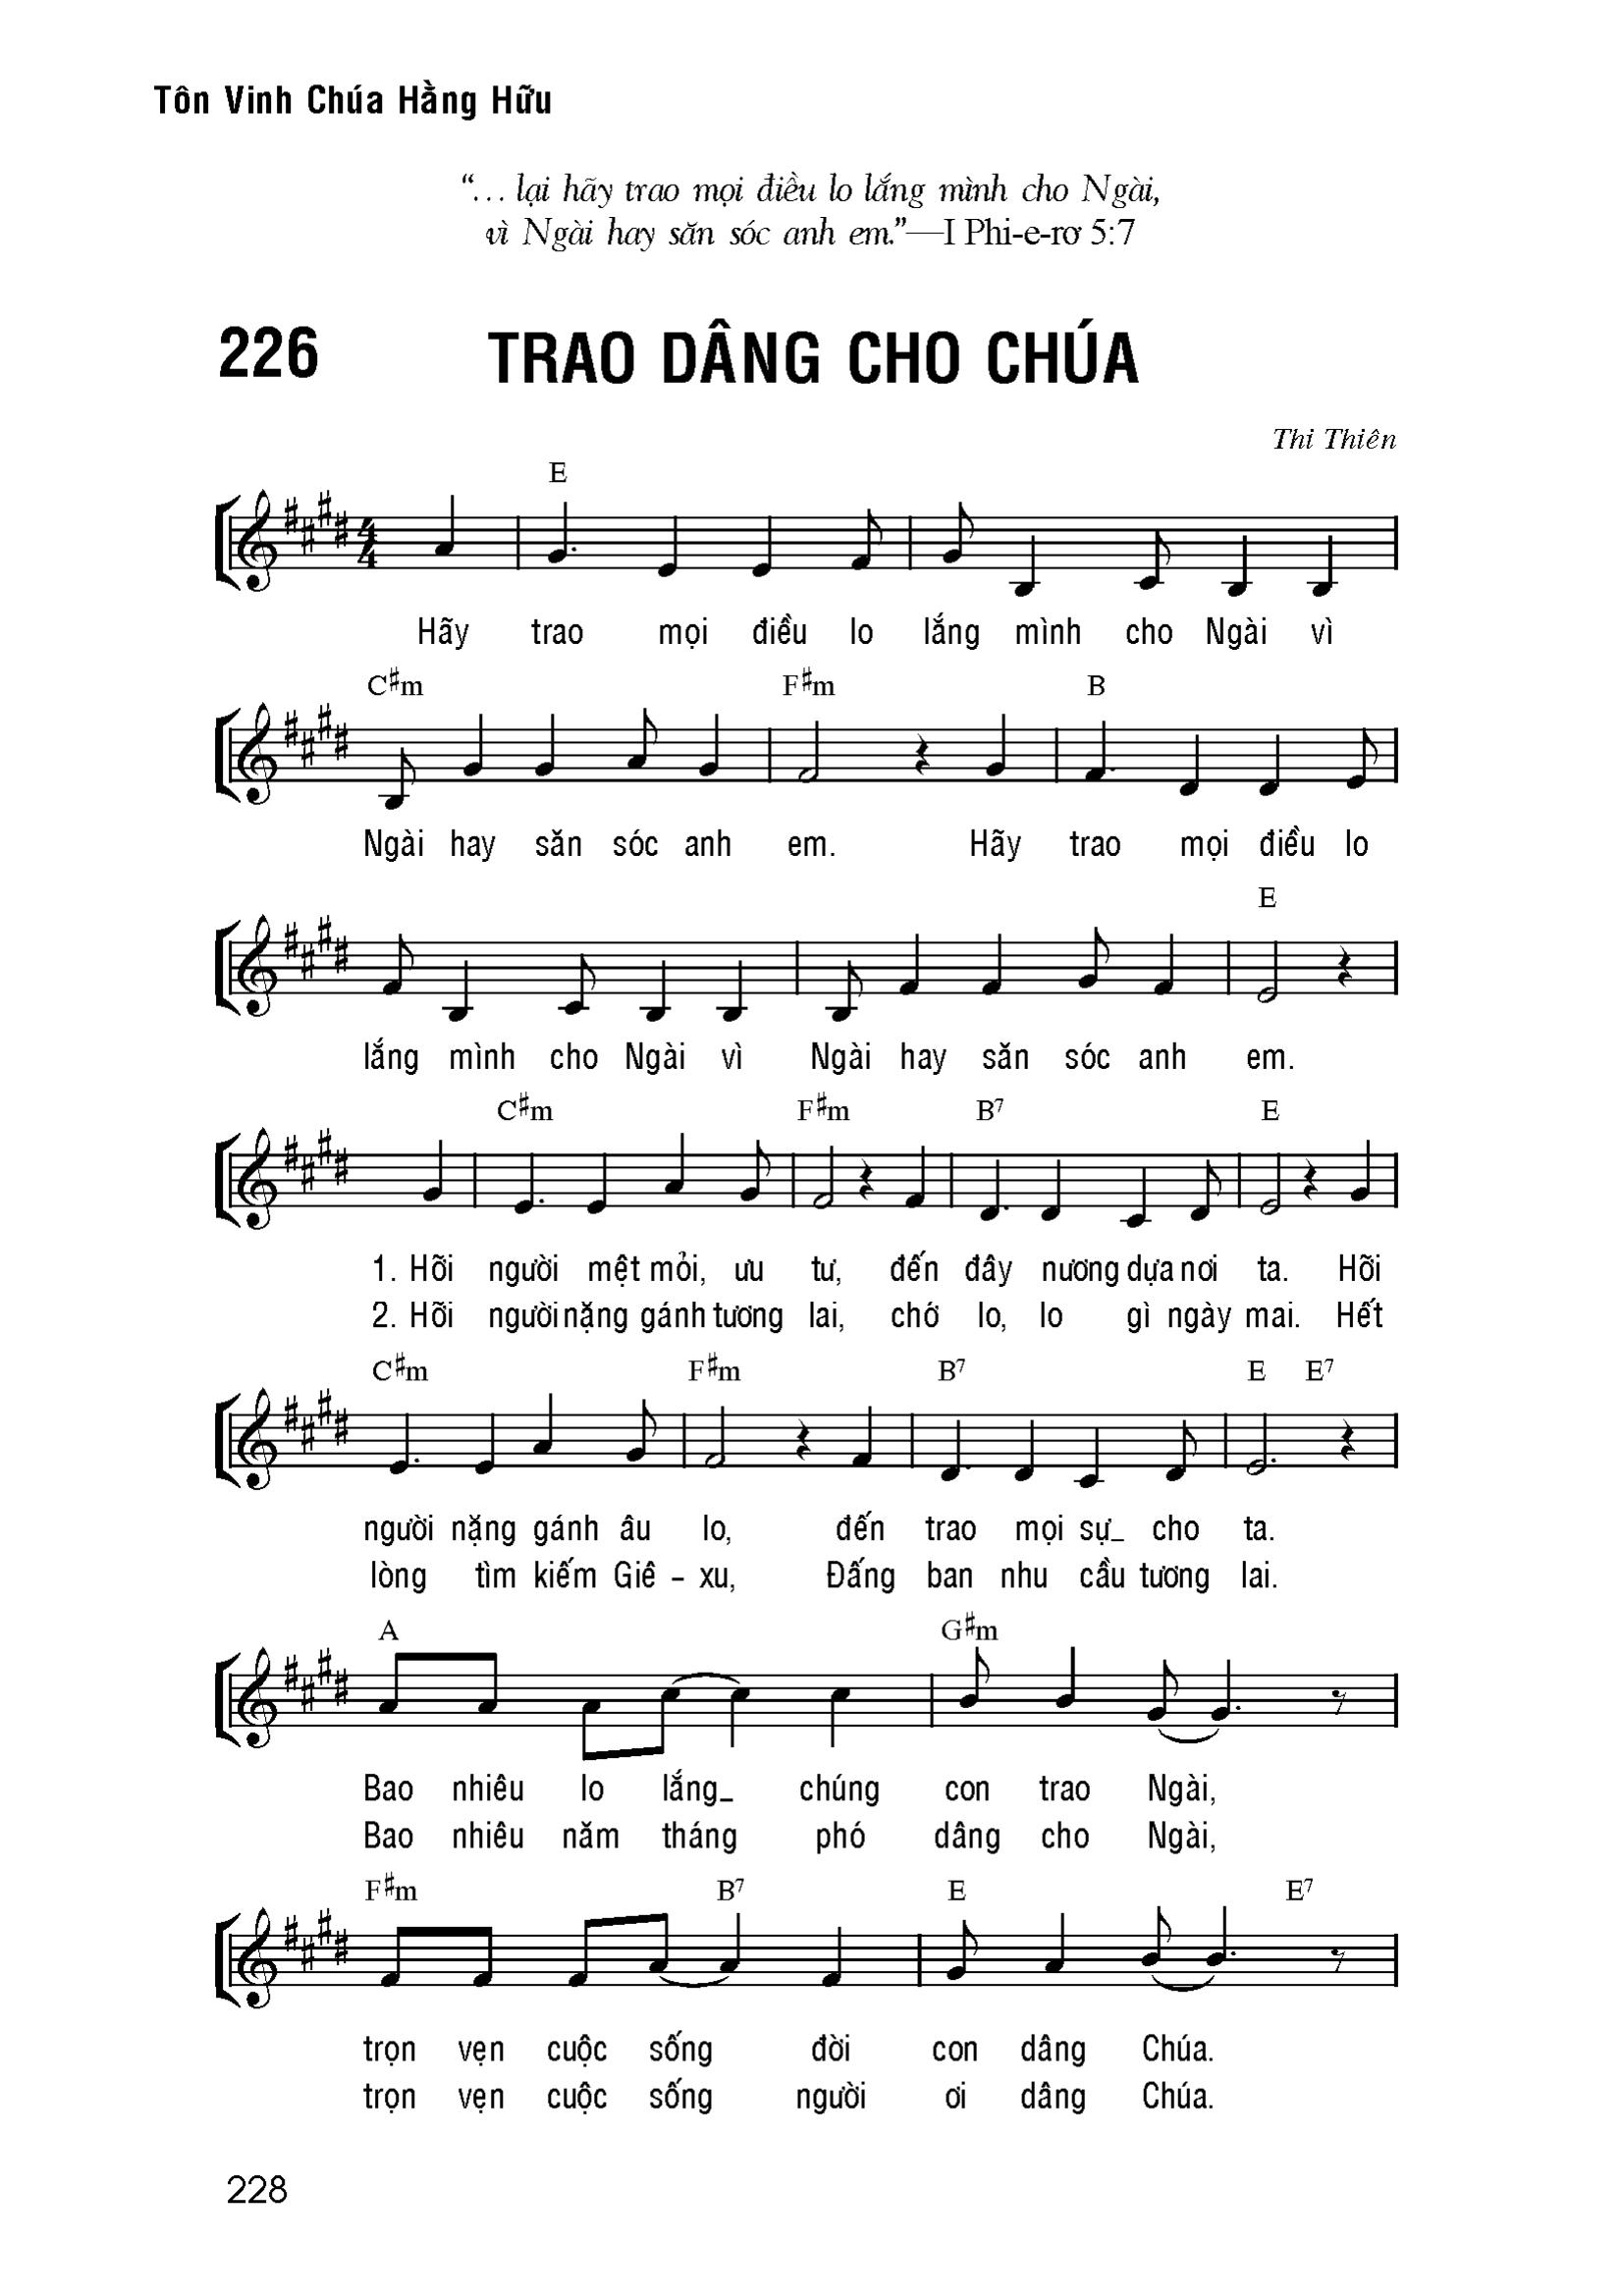 Tôn Vinh Chúa Hằng Hữu
“… lại hãy trao mọi điều lo lắng mình cho Ngài,
vì Ngài hay săn sóc anh em.”—I Phi-e-rơ 5:7
226 TRAO DÂNG CHO CHÚA
Thi Thiên
E
4
4
Hãy trao mọi điều lo lắng mình cho Ngài vì
C♯m F♯m B
Ngài hay săn sóc anh em. Hãy trao mọi điều lo
E
lắng mình cho Ngài vì Ngài hay săn sóc anh em.
C♯m F♯m B7 E
1. Hỡi người mệt mỏi, ưu tư, đến đây nương dựa nơi ta. Hỡi
2. Hỡi người nặng gánh tương lai, chớ lo, lo gì ngày mai. Hết
C♯m F♯m B7 E E7
người nặng gánh âu lo, đến trao mọi sự_ cho ta.
lòng tìm kiếm Giê – xu, Đấng ban nhu cầu tương lai.
A G♯m
Bao nhiêu lo lắng_ chúng con trao Ngài,
Bao nhiêu năm tháng phó dâng cho Ngài,
F♯m B7 E E7
trọn vẹn cuộc sống đời con dâng Chúa.
trọn vẹn cuộc sống người ơi dâng Chúa.
228